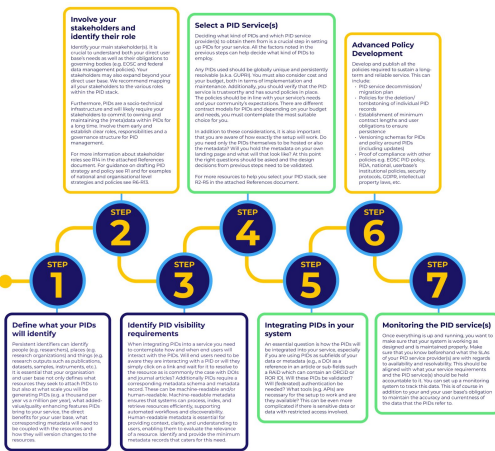 Involve your
stakeholders and
identify their role
Identify your main stakeholder(s). It is
crucial to understand both your direct user
base's needs as well as their obligations to
governing bodies (e.g. EOSC and federal
data management policies). Your
stakeholders may also expand beyond your
direct user base. We recommend mapping
all your stakeholders to the various roles
within the PID stack.
Furthermore, PIDs are a socio-technical
infrastructure and will likely require your
stakeholders to commit to owning and
maintaining the (meta)data within PIDs for
a long time. Involve them early and
establish clear roles, responsibilities and a
governance structure for PID
management.
For more information about stakeholder
roles see R14 in the attached References
document. For guidance on drafting PID
strategy and policy see R1 and for examples
of national and organisational level
strategies and policies see R6-R13.
Select a PID Service(s)
Deciding what kind of PIDs and which PID service
provider(s) to obtain them from is a crucial step in setting
up PIDs for your service. All the factors noted in the
previous steps can help decide what kind of PIDs to
employ.
Any PIDs used should be globally unique and persistently
resolvable (a.k.a. GUPRI). You must also consider cost and
your budget, both in terms of implementation and
maintenance. Additionally, you should verify that the PID
service is trustworthy and has sound policies in place.
The policies should be in line with your service's needs
and your community's expectations. There are different
contract models for PIDs and depending on your budget
and needs, you must contemplate the most suitable
choice for you.
In addition to these considerations, it is also important
that you are aware of how exactly the setup will work. Do
you need only the PIDs themselves to be hosted or also
the metadata? Will you hold the metadata on your own
landing page and what will that look like? At this point
the right questions should be asked and the design
decisions from previous steps need to be validated.
For more resources to help you select your PID stack, see
R2-R5 in the attached References document.
Advanced Policy
Development
Develop and publish all the
policies required to sustain a long-
term and reliable service. This can
include:
• PID service decommission/
migration plan
• Policies for the deletion/
tombstoning of individual PID
records
• Establishment of minimum
contract lengths and user
obligations to ensure
persistence
• Versioning schemas for PIDs
and policy around PIDs
(including updates)
• Proof of compliance with other
policies e.g. EOSC PID policy,
RDA, national, userbase's
institutional policies, security
protocols, GDPR, intellectual
property laws, etc.
STEP
1
STEP
2
STEP
3
STEP
4
STEP
5
STEP
6
STEP
7
Define what your PIDs
will identify
Persistent identifiers can identify
people (e.g. researchers), places (e.g.
research organizations) and things (e.g.
research outputs such as publications,
datasets, samples, instruments, etc.).
It is essential that your organisation
and user base not only defines what
resources they seek to attach PIDs to
but also at what scale you will be
generating PIDs (e.g. a thousand per
year vs a million per year), what added-
value/quality enhancing features PIDs
bring to your service, the direct
benefits for your user base, what
corresponding metadata will need to
be coupled with the resources and
how they will version changes to the
resources.
Identify PID visibility
requirements
When integrating PIDs into a service you need
to contemplate how and when end users will
interact with the PIDs. Will end users need to be
aware they are interacting with a PID or will they
simply click on a link and wait for it to resolve to
the resource as is commonly the case with DOIs
and journal articles? PIDs generally require a
corresponding metadata schema and metadata
record. These can be machine-readable and/or
human-readable. Machine-readable metadata
ensures that systems can process, index, and
retrieve resources efficiently, supporting
automated workflows and discoverability.
Human-readable metadata is essential for
providing context, clarity, and understanding to
users, enabling them to evaluate the relevance
of a resource. Identify and provide the minimum
metadata records that caters for this need.
Integrating PIDs in your
system
An essential question is how the PIDs will
be integrated into your service, especially
if you are using PIDs as subfields of your
data or metadata (e.g., a DOI as a
reference in an article or sub-fields such
a RAiD which can contain an ORCID or
ROR ID). Will these PIDs be validated?
Will (federated) authentication be
needed? What tools (e.g. APIs) are
necessary for the setup to work and are
they available? This can be even more
complicated if there is sensitive data or
data with restricted access involved.
Monitoring the PID service(s)
Once everything is up and running, you want to
make sure that your system is working as
designed and is maintained properly. Make
sure that you know beforehand what the SLAs
of your PID service provider(s) are with regards
to availability and resolvability. This should be
aligned with what your service requirements
and the PID service(s) should be held
accountable to it. You can set up a monitoring
system to track this data. This is of course in
addition to your and your user base's obligation
to maintain the accuracy and currentness of
the data that the PIDs refer to.